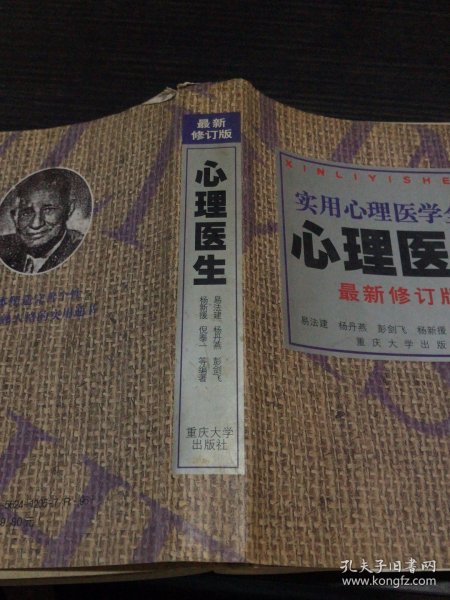 最新
修订版
心理医生
易法建 杨丹燕 彭剑飞
杨新援 倪泰一 等编著
重庆大学
出版社
XINLIYISHE
实用心理医学
心理医
最新修订版
易法建 杨丹燕 彭剑飞 杨新援
重庆大学出版
9.80元
孔夫子旧书网
www.kongfz.com